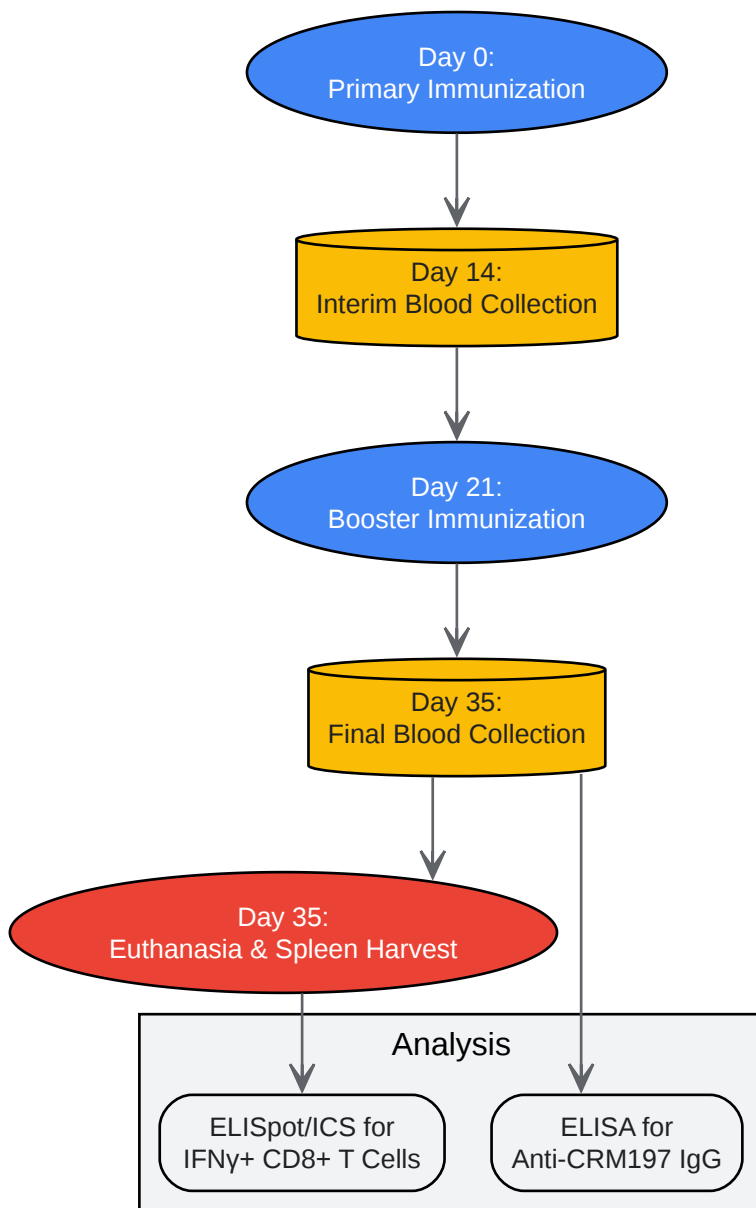 Day 0:
Primary Immunization
Day 14:
Interim Blood Collection
Day 21:
Booster Immunization
Day 35:
Final Blood Collection
Day 35:
Euthanasia & Spleen Harvest
Analysis
ELISpot/ICS for
IFNγ+ CD8+ T Cells
ELISA for
Anti-CRM197 IgG